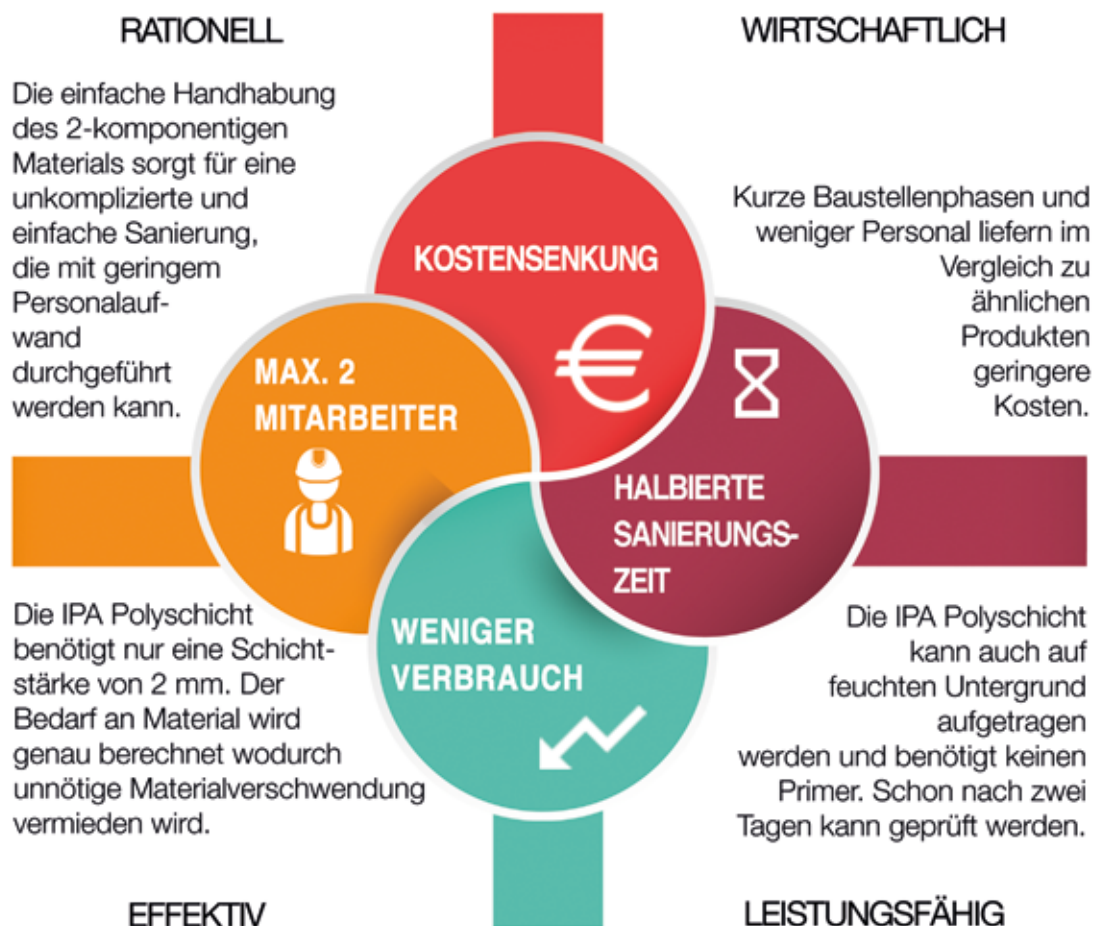 RATIONELL
Die einfache Handhabung
des 2-komponentigen
Materials sorgt für eine
unkomplizierte und
einfache Sanierung,
die mit geringem
Personalauf-
wand
durchgeführt
werden kann.
WIRTSCHAFTLICH
Kurze Baustellenphasen und
weniger Personal liefern im
Vergleich zu
ähnlichen
Produkten
geringere
Kosten.
KOSTENSENKUNG
€
MAX. 2
MITARBEITER
HALBIERTE
SANIERUNGS-
ZEIT
WENIGER
VERBRAUCH
Die IPA Polyschicht
benötigt nur eine Schicht-
stärke von 2 mm. Der
Bedarf an Material wird
genau berechnet wodurch
unnötige Materialverschwendung
vermieden wird.
EFFEKTIV
Die IPA Polyschicht
kann auch auf
feuchten Untergrund
aufgetragen
werden und benötigt keinen
Primer. Schon nach zwei
Tagen kann geprüft werden.
LEISTUNGSFÄHIG